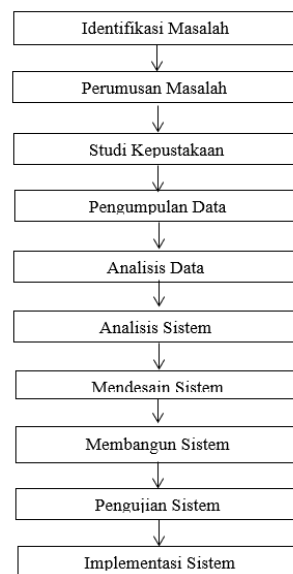 Identifikasi Masalah
Perumusan Masalah
Studi Kepustakaan
Pengumpulan Data
Analisis Data
Analisis Sistem
Mendesain Sistem
Membangun Sistem
Pengujian Sistem
Implementasi Sistem